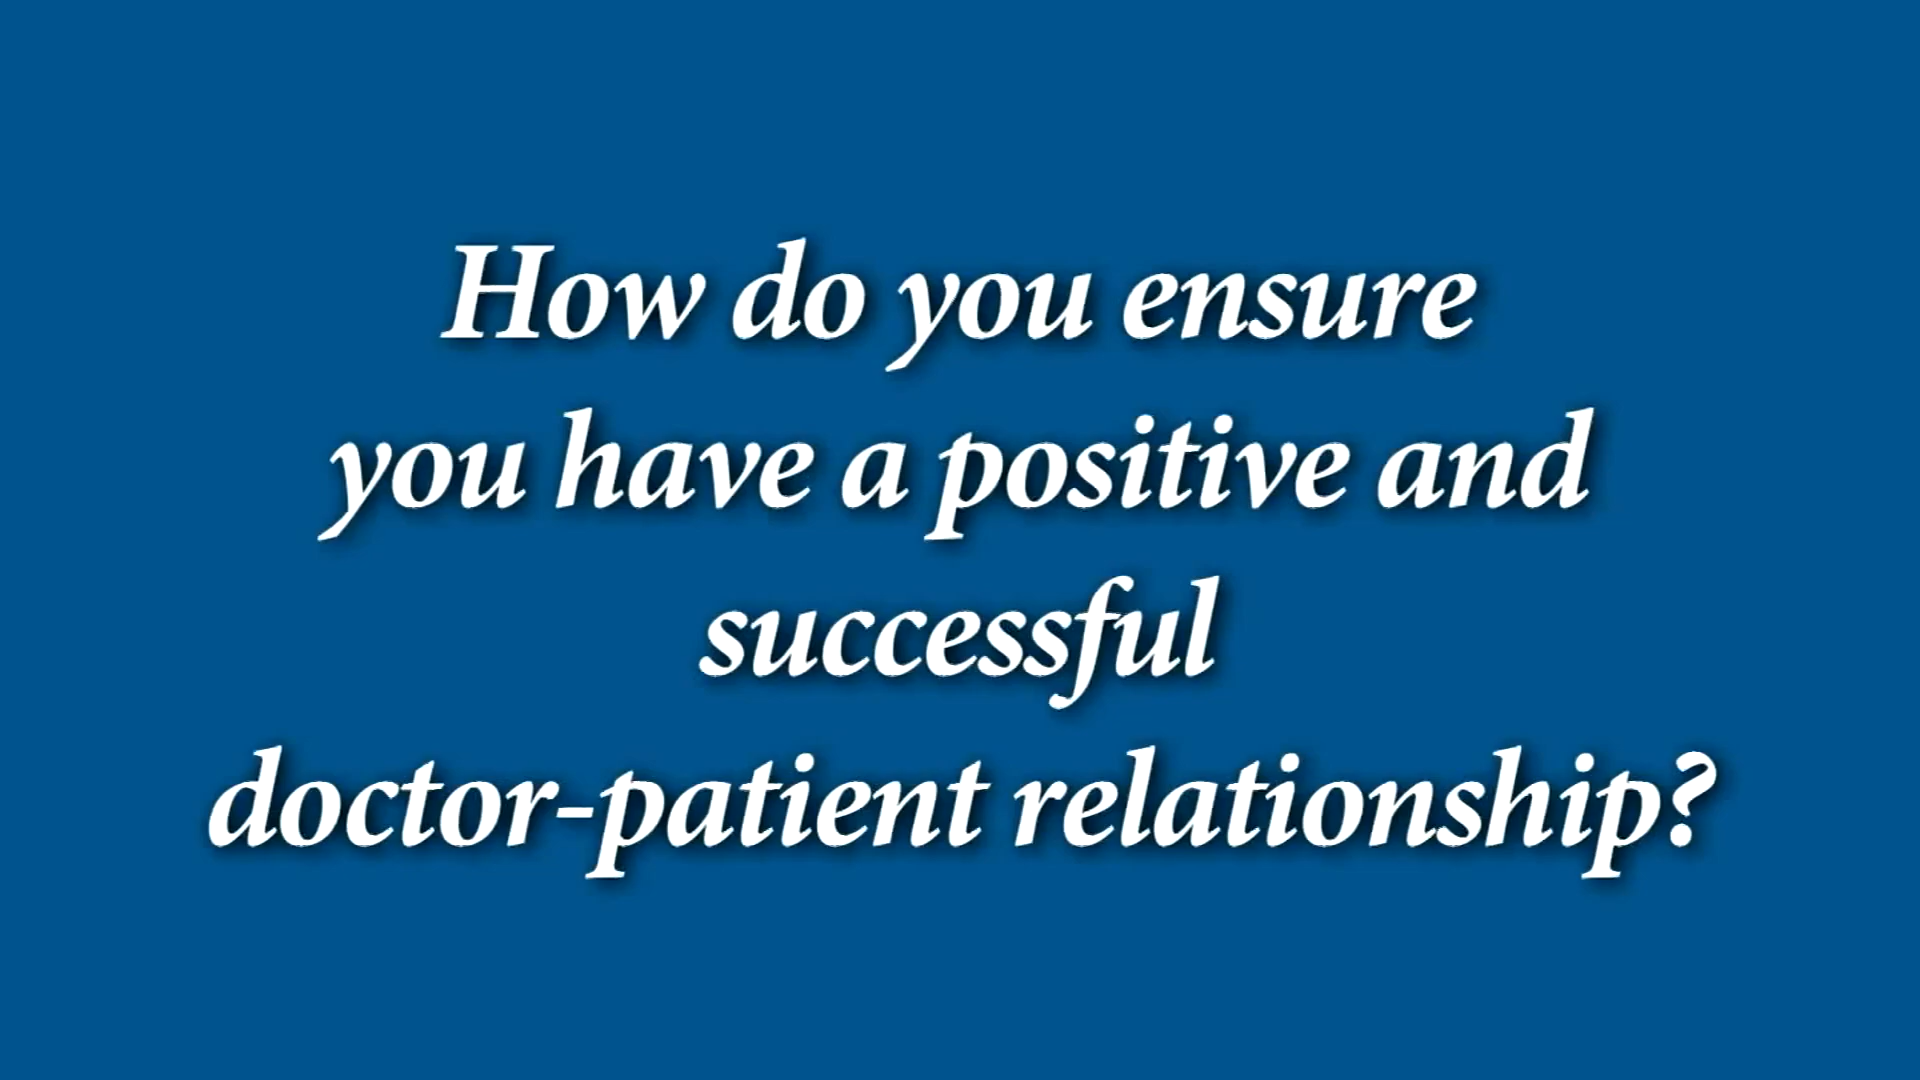 How do you ensure
you have a positive and
successful
doctor-patient relationship?